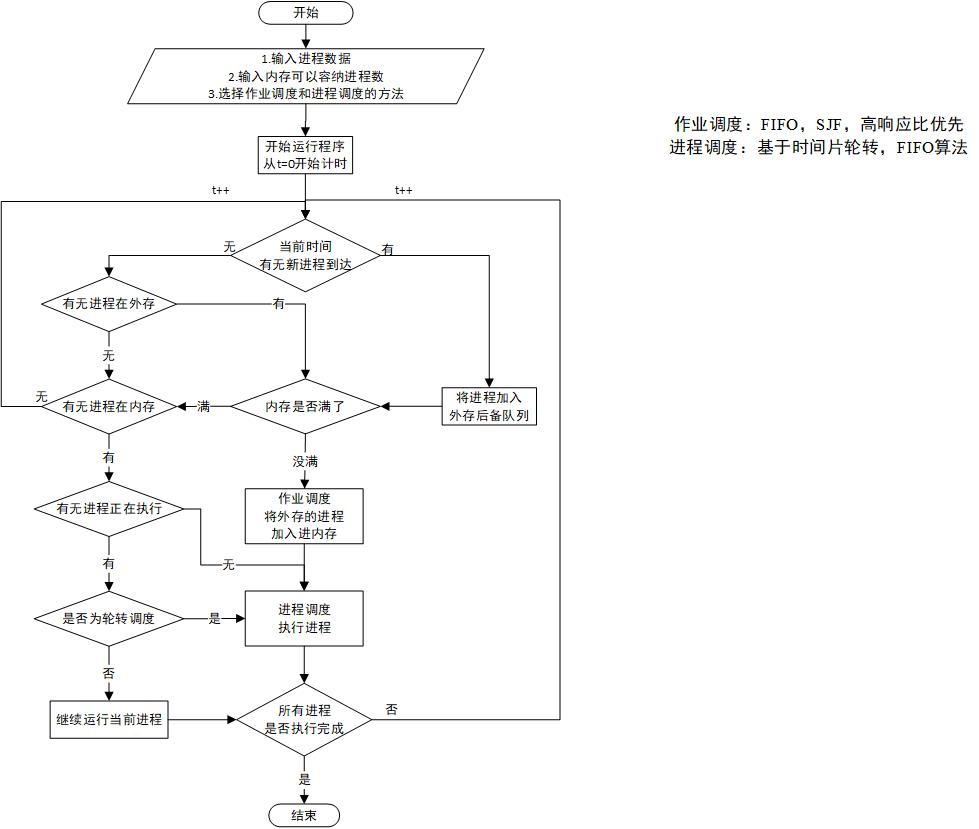 开始
1.输入进程数据
2.输入内存可以容纳进程数
3.选择作业调度和进程调度的方法
作业调度：FIFO，SJF，高响应比优先
进程调度：基于时间片轮转，FIFO算法
开始运行程序
从t=0开始计时
t++
t++
当前时间
有无新进程到达
无
有
有无进程在外存
有
无
有无进程在内存
无
满
内存是否满了
将进程加入
外存后备队列
有
没满
有无进程正在执行
作业调度
将外存的进程
加入进内存
无
有
是否为轮转调度
是
进程调度
执行进程
否
继续运行当前进程
所有进程
是否执行完成
否
是
结束